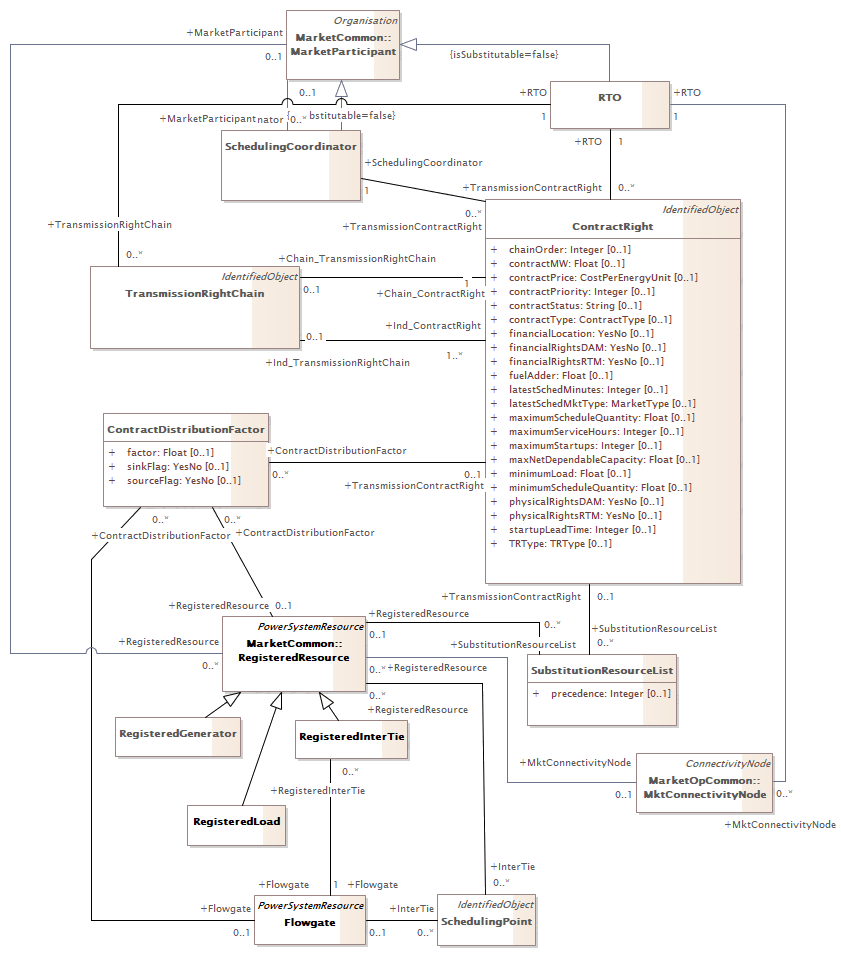 Organisation
MarketCommon::
MarketParticipant
+MarketParticipant
0..1
{isSubstitutable=false}
0..1
RTO
+RTO
1
+RTO
1
+MarketParticipant
nator
0..*
{
bstitutable=false}
+RTO
1
SchedulingCoordinator
+SchedulingCoordinator
1
+TransmissionContractRight
0..*
0..*
+TransmissionContractRight
+TransmissionRightChain
0..*
IdentifiedObject
ContractRight
+ chainOrder: Integer [0..1]
+ contractMW: Float [0..1]
+ contractPrice: CostPerEnergyUnit [0..1]
+ contractPriority: Integer [0..1]
+ contractStatus: String [0..1]
+ contractType: ContractType [0..1]
+ financialLocation: YesNo [0..1]
+ financialRightsDAM: YesNo [0..1]
+ financialRightsRTM: YesNo [0..1]
+ fuelAdder: Float [0..1]
+ latestSchedMinutes: Integer [0..1]
+ latestSchedMktType: MarketType [0..1]
+ maximumScheduleQuantity: Float [0..1]
+ maximumServiceHours: Integer [0..1]
+ maximumStartups: Integer [0..1]
+ maxNetDependableCapacity: Float [0..1]
+ minimumLoad: Float [0..1]
+ minimumScheduleQuantity: Float [0..1]
+ physicalRightsDAM: YesNo [0..1]
+ physicalRightsRTM: YesNo [0..1]
+ startupLeadTime: Integer [0..1]
+ TRType: TRType [0..1]
IdentifiedObject
TransmissionRightChain
+Chain_TransmissionRightChain
0..1
1
+Chain_ContractRight
+Ind_ContractRight
0..1
1..*
+Ind_TransmissionRightChain
ContractDistributionFactor
+ factor: Float [0..1]
+ sinkFlag: YesNo [0..1]
+ sourceFlag: YesNo [0..1]
+ContractDistributionFactor
0..*
0..1
+TransmissionContractRight
0..*
+ContractDistributionFactor
0..*
+ContractDistributionFactor
+TransmissionContractRight
0..1
+RegisteredResource
0..1
+RegisteredResource
0..1
0..*
+SubstitutionResourceList
+SubstitutionResourceList
0..*
PowerSystemResource
MarketCommon::
RegisteredResource
+RegisteredResource
0..*
0..*
+RegisteredResource
0..*
+RegisteredResource
SubstitutionResourceList
+ precedence: Integer [0..1]
RegisteredGenerator
RegisteredInterTie
0..*
+RegisteredInterTie
RegisteredLoad
+MktConnectivityNode
0..1
ConnectivityNode
MarketOpCommon::
MktConnectivityNode
0..*
+MktConnectivityNode
+InterTie
0..*
+Flowgate
1
+Flowgate
+Flowgate
0..1
PowerSystemResource
Flowgate
0..1
+InterTie
0..*
IdentifiedObject
SchedulingPoint